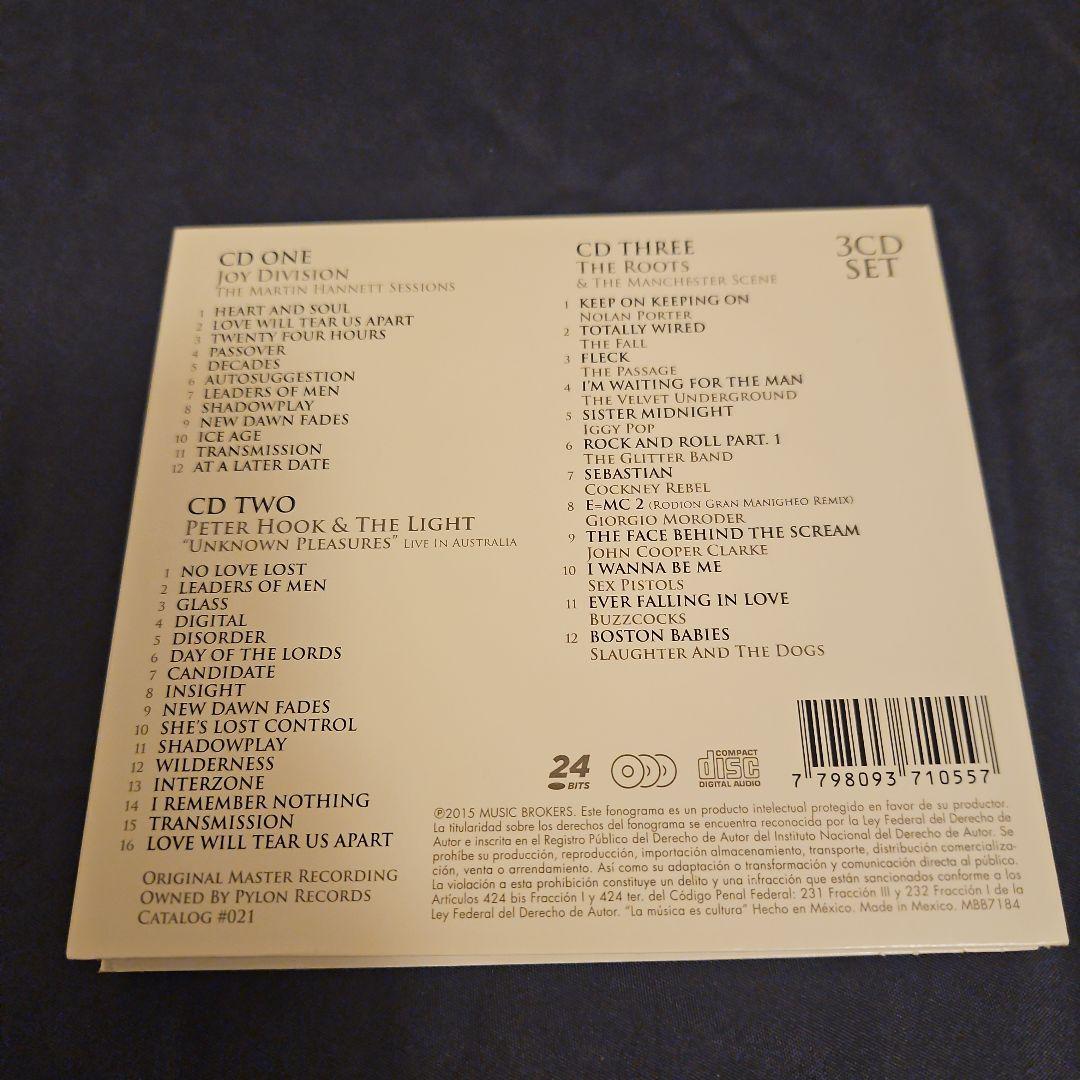 CD ONE
JOY DIVISION
THE MARTIN HANNETT SESSIONS
1 HEART AND SOUL
2 LOVE WILL TEAR US APART
3 TWENTY FOUR HOURS
4 PASSOVER
5 DECADES
6 AUTOSUGGESTION
7 LEADERS OF MEN
8 SHADOWPLAY
9 NEW DAWN FADES
10 ICE AGE
11 TRANSMISSION
12 AT A LATER DATE
CD TWO
PETER HOOK & THE LIGHT
"UNKNOWN PLEASURES" LIVE IN AUSTRALIA
1 NO LOVE LOST
2 LEADERS OF MEN
3 GLASS
4 DIGITAL
5 DISORDER
6 DAY OF THE LORDS
7 CANDIDATE
8 INSIGHT
9 NEW DAWN FADES
10 SHE'S LOST CONTROL
11 SHADOWPLAY
12 WILDERNESS
13 INTERZONE
14 I REMEMBER NOTHING
15 TRANSMISSION
16 LOVE WILL TEAR US APART
ORIGINAL MASTER RECORDING
OWNED BY PYLON RECORDS
CATALOG #021
CD THREE
THE ROOTS
& THE MANCHESTER SCENE
1 KEEP ON KEEPING ON
NOLAN PORTER
2 TOTALLY WIRED
THE FALL
3 FLECK
THE PASSAGE
4 I'M WAITING FOR THE MAN
THE VELVET UNDERGROUND
5 SISTER MIDNIGHT
IGGY POP
6 ROCK AND ROLL PART. 1
THE GLITTER BAND
7 SEBASTIAN
COCKNEY REBEL
8 E=MC 2 (RODION GRAN MANIGHEO REMIX)
GIORGIO MORODER
9 THE FACE BEHIND THE SCREAM
JOHN COOPER CLARKE
10 I WANNA BE ME
SEX PISTOLS
11 EVER FALLING IN LOVE
BUZZCOCKS
12 BOSTON BABIES
SLAUGHTER AND THE DOGS
3CD
SET
24
BITS
COMPACT
disc
DIGITAL AUDIO
7 798093 710557
℗2015 MUSIC BROKERS. Este fonograma es un producto intelectual protegido en favor de su productor.
La titularidad sobre los derechos del fonograma se encuentra reconocida por la Ley Federal del Derecho de
Autor e inscrita en el Registro Público del Derecho de Autor del Instituto Nacional del Derecho de Autor. Se
prohíbe su producción, reproducción, importación almacenamiento, transporte, distribución comercializa-
ción, venta o arrendamiento. Así como su adaptación o transformación y comunicación directa al público.
La violación a esta prohibición constituye un delito y una infracción que están sancionados conforme a los
Artículos 424 bis Fracción I y 424 ter. del Código Penal Federal: 231 Fracción III y 232 Fracción I de la
Ley Federal del Derecho de Autor. "La música es cultura" Hecho en México. Made in Mexico. MBB7184